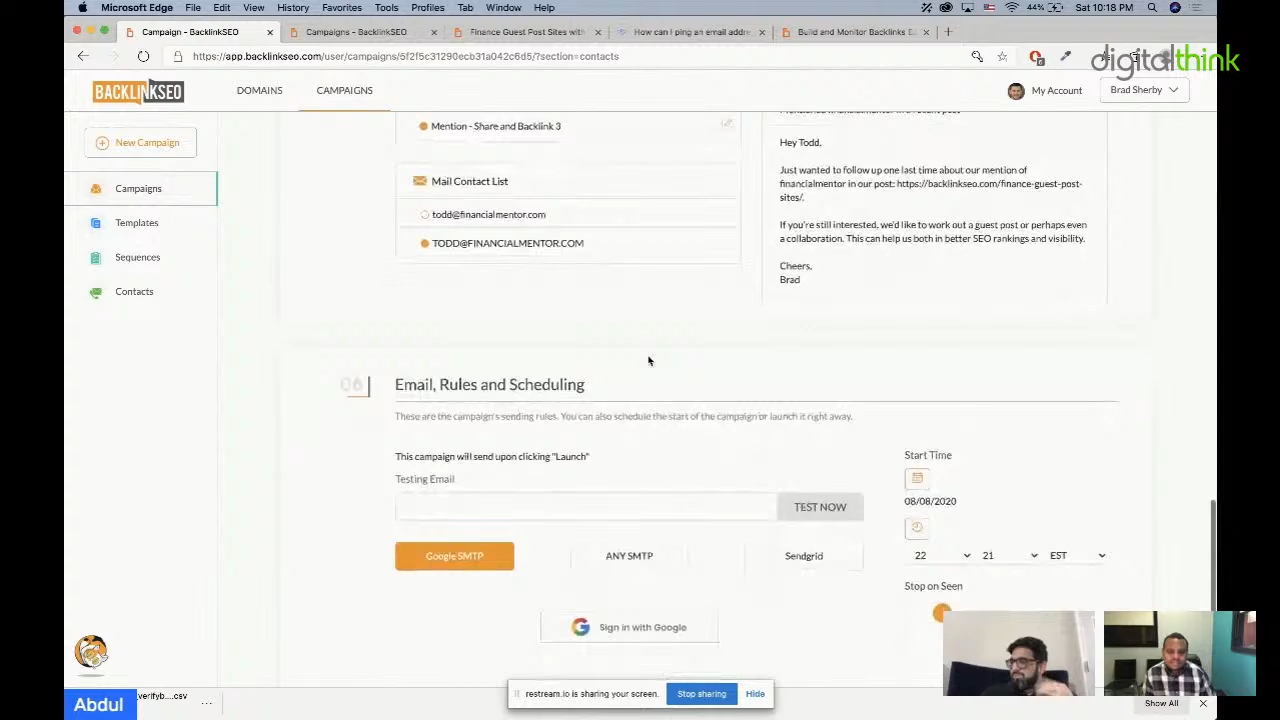 Microsoft Edge File Edit View History Favorites Tools Profiles Tab Window Help
44% Sat 10:18 PM
Campaign - BacklinkSEO
Campaigns - BacklinkSEO
Finance Guest Post Sites with
How can I ping an email addre
Build and Monitor Backlinks Ea
https://app.backlinkseo.com/user/campaigns/5f2f5c31290ecb31a042c6d5/?section=contacts
digitalthink
BACKLINKSEO
DOMAINS
CAMPAIGNS
My Account
Brad Sherby
New Campaign
Campaigns
Templates
Sequences
Contacts
Mention - Share and Backlink 3
Mail Contact List
todd@financialmentor.com
TODD@FINANCIALMENTOR.COM
Hey Todd,
Just wanted to follow up one last time about our mention of
financialmentor in our post: https://backlinkseo.com/finance-guest-post-
sites/.
If you're still interested, we'd like to work out a guest post or perhaps even
a collaboration. This can help us both in better SEO rankings and visibility.
Cheers,
Brad
06
Email, Rules and Scheduling
These are the campaign's sending rules. You can also schedule the start of the campaign or launch it right away.
This campaign will send upon clicking "Launch"
Testing Email
TEST NOW
Google SMTP
ANY SMTP
Sendgrid
Sign in with Google
Start Time
08/08/2020
22 21 EST
Stop on Seen
verifyb....csv
restream.io is sharing your screen.
Stop sharing
Hide
Show All
Abdul